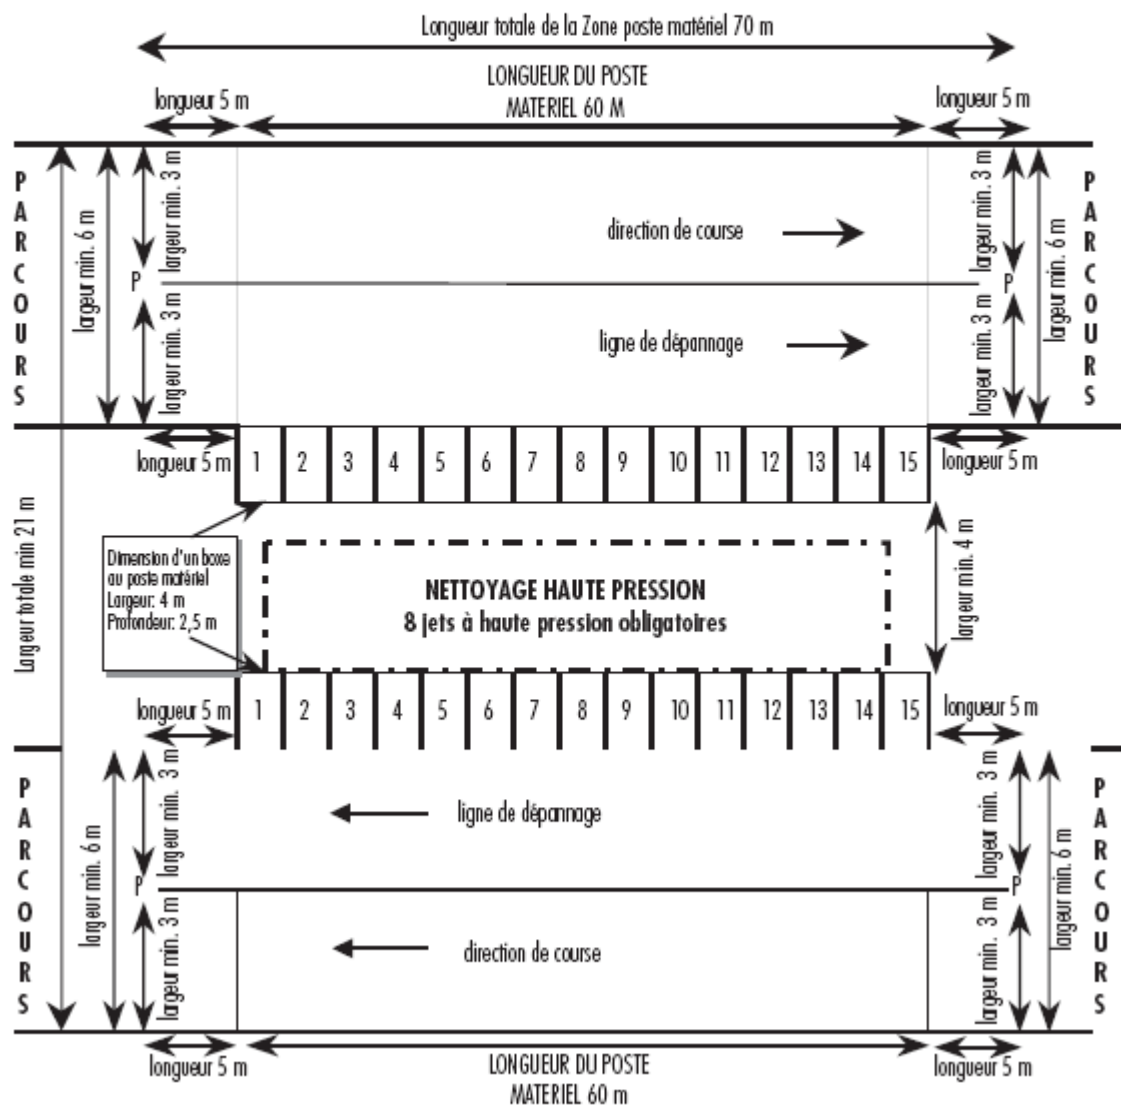 Longueur totale de la Zone poste matériel 70 m
LONGUEUR DU POSTE
MATERIEL 60 M
longueur 5 m
longueur 5 m
PARCOURS
largeur min. 6 m
largeur min. 3 m
largeur min. 3 m
P
direction de course
ligne de dépannage
largeur min. 3 m
largeur min. 3 m
P
largeur min. 6 m
PARCOURS
longueur 5 m
1 2 3 4 5 6 7 8 9 10 11 12 13 14 15
longueur 5 m
Largeur totale min 21 m
Dimension d'un boxe
au poste matériel
Largeur: 4 m
Profondeur: 2,5 m
NETTOYAGE HAUTE PRESSION
8 jets à haute pression obligatoires
largeur min. 4 m
longueur 5 m
1 2 3 4 5 6 7 8 9 10 11 12 13 14 15
longueur 5 m
PARCOURS
largeur min. 6 m
largeur min. 3 m
largeur min. 3 m
P
ligne de dépannage
direction de course
largeur min. 3 m
largeur min. 3 m
P
largeur min. 6 m
PARCOURS
longueur 5 m
LONGUEUR DU POSTE
MATERIEL 60 m
longueur 5 m